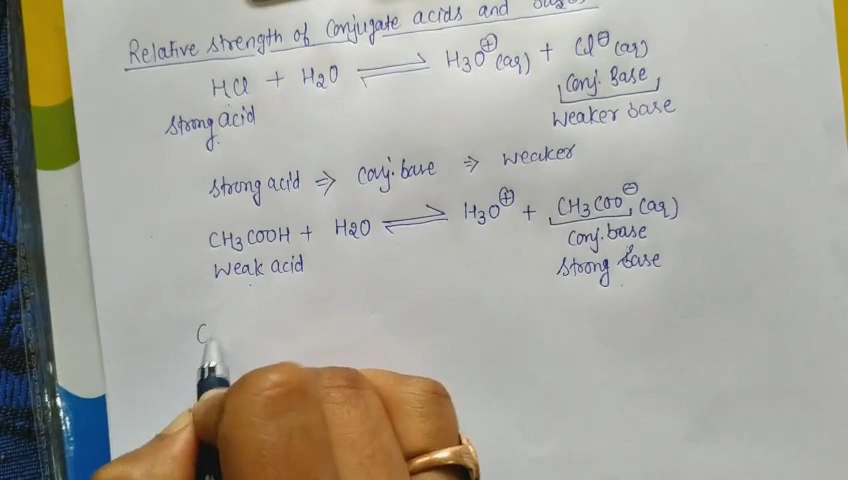 Relative strength of Conjugate acids and
HCl + H2O ⇌ H3O⊕(aq) + Cl⊖(aq)
Strong acid
Conj. Base
Weaker base
Strong acid ⇒ Conj. base ⇒ Weaker
CH3COOH + H2O ⇌ H3O⊕ + CH3COO⊖(aq)
Weak acid
Conj. base
Strong base
C